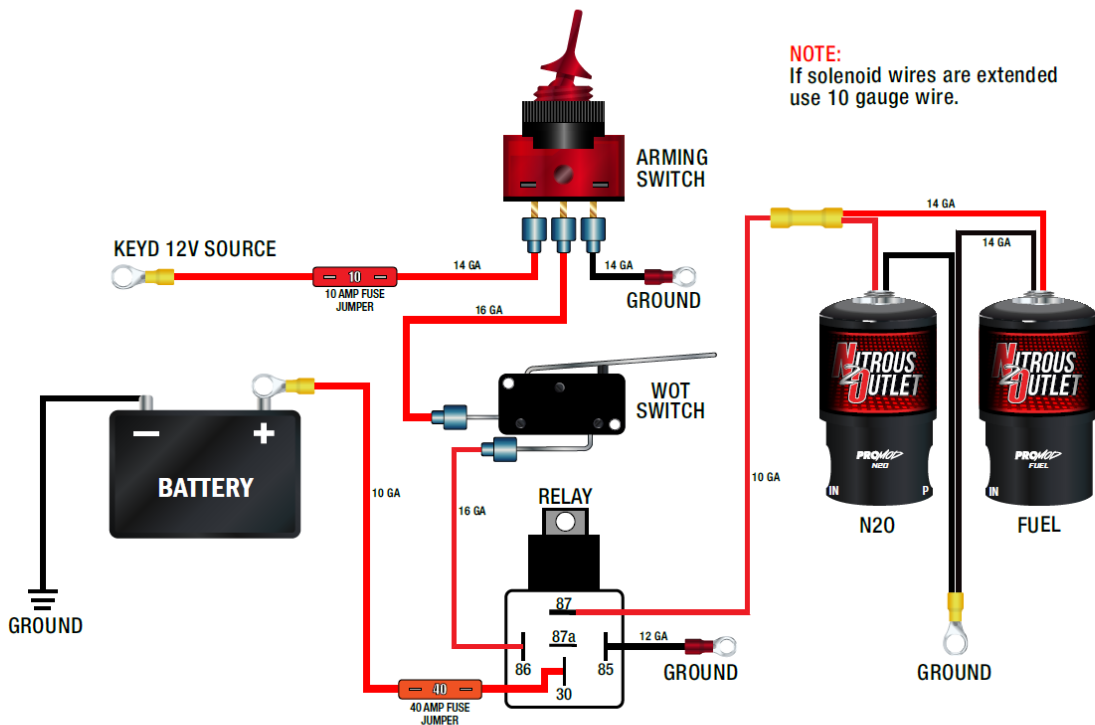 NOTE:
If solenoid wires are extended
use 10 gauge wire.
ARMING
SWITCH
KEYD 12V SOURCE
10
10 AMP FUSE
JUMPER
14 GA
14 GA
GROUND
16 GA
14 GA
14 GA
WOT
SWITCH
BATTERY
10 GA
16 GA
GROUND
RELAY
87
87a
86
85
30
12 GA
GROUND
40
40 AMP FUSE
JUMPER
10 GA
NITROUS
2
OUTLET
PROMOD
N2O
IN
P
N2O
NITROUS
2
OUTLET
PROMOD
FUEL
IN
FUEL
GROUND